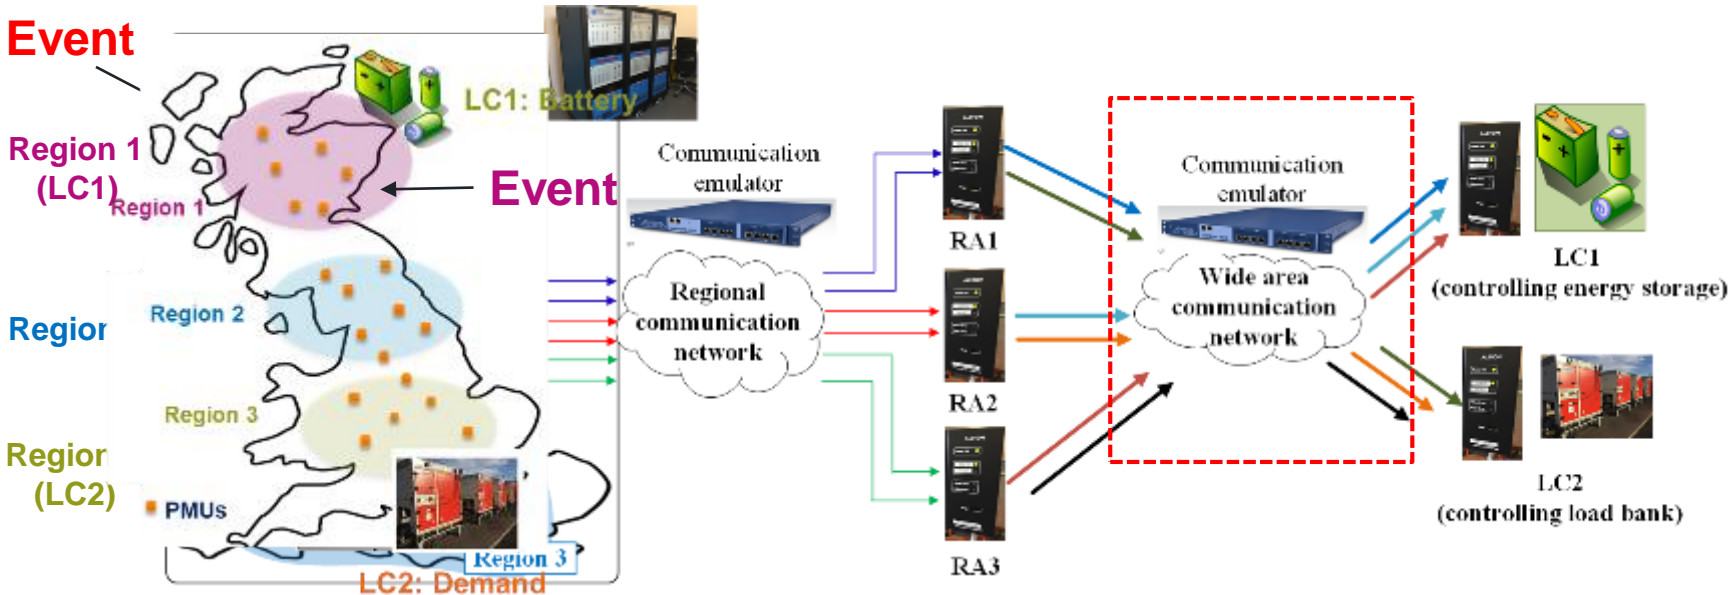 Event
Region 1
(LC1)
Region 1
LC1: Battery
Event
Region
Region 2
Region 3
Region
(LC2)
PMUs
Region 3
LC2: Demand
Communication
emulator
Regional
communication
network
RA1
RA2
RA3
Communication
emulator
Wide area
communication
network
LC1
(controlling energy storage)
LC2
(controlling load bank)